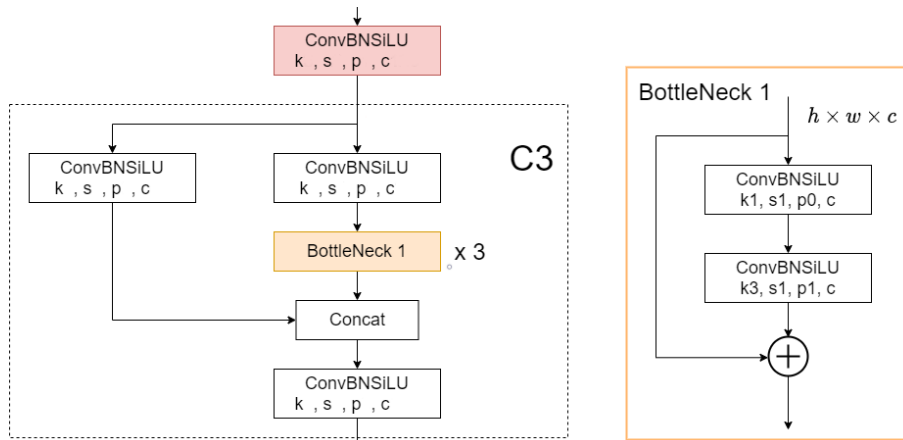 ConvBNSiLU
k , s , p , c
ConvBNSiLU
k , s , p , c
ConvBNSiLU
k , s , p , c
C3
BottleNeck 1
x 3
Concat
ConvBNSiLU
k , s , p , c
BottleNeck 1
h × w × c
ConvBNSiLU
k1, s1, p0, c
ConvBNSiLU
k3, s1, p1, c